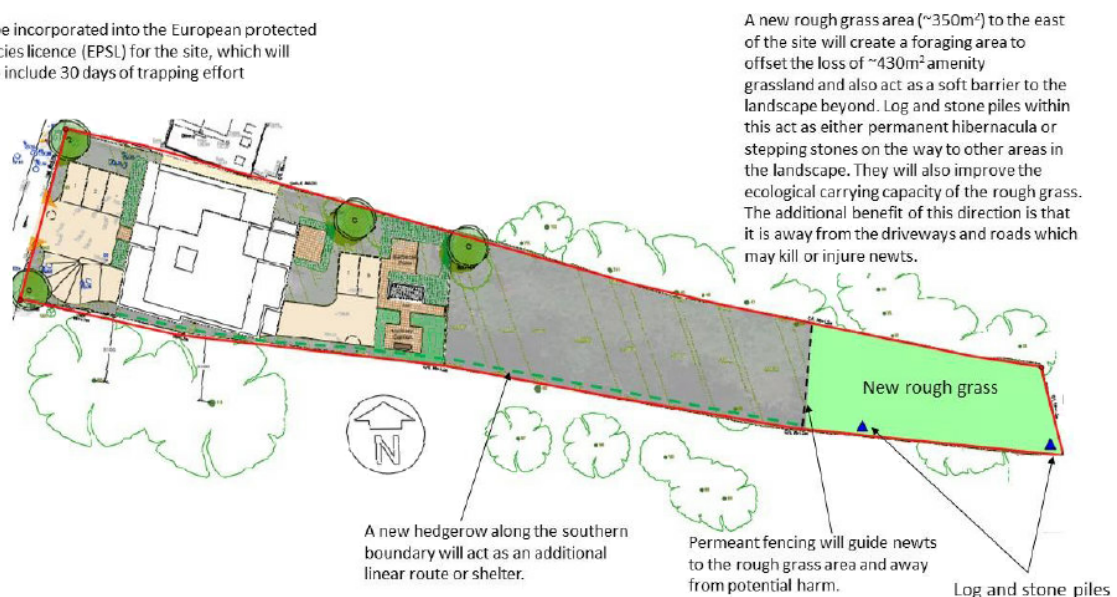 be incorporated into the European protected
cies licence (EPSL) for the site, which will
include 30 days of trapping effort
A new rough grass area (~350m²) to the east
of the site will create a foraging area to
offset the loss of ~430m² amenity
grassland and also act as a soft barrier to the
landscape beyond. Log and stone piles within
this act as either permanent hibernacula or
stepping stones on the way to other areas in
the landscape. They will also improve the
ecological carrying capacity of the rough grass.
The additional benefit of this direction is that
it is away from the driveways and roads which
may kill or injure newts.
New rough grass
N
A new hedgerow along the southern
boundary will act as an additional
linear route or shelter.
Permeant fencing will guide newts
to the rough grass area and away
from potential harm.
Log and stone piles